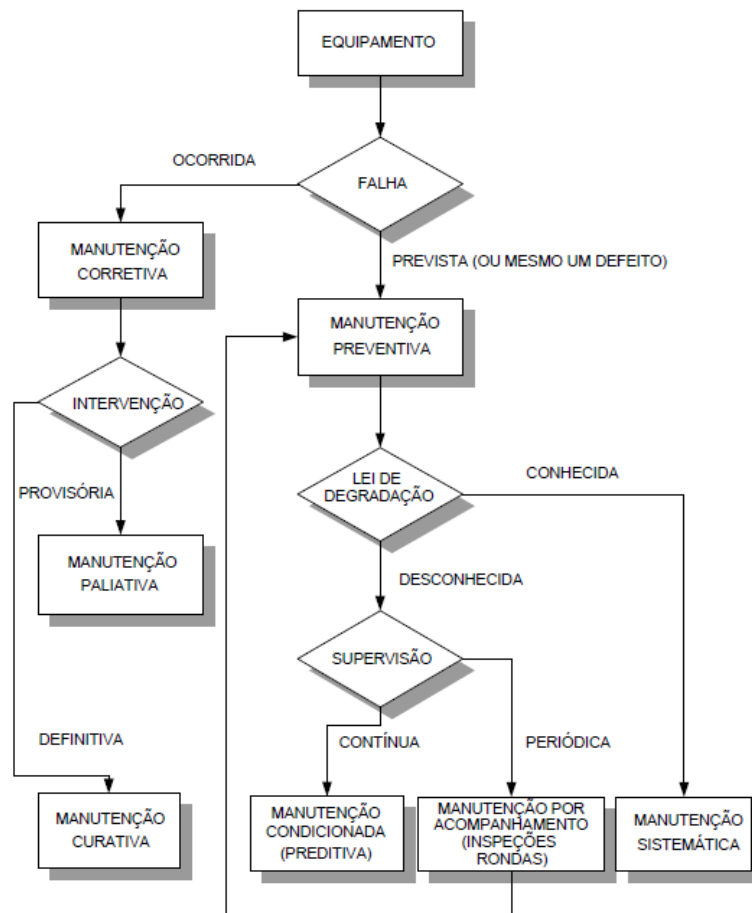 EQUIPAMENTO
OCORRIDA
FALHA
MANUTENÇÃO
CORRETIVA
PREVISTA (OU MESMO UM DEFEITO)
MANUTENÇÃO
PREVENTIVA
INTERVENÇÃO
LEI DE
DEGRADAÇÃO
CONHECIDA
PROVISÓRIA
MANUTENÇÃO
PALIATIVA
DESCONHECIDA
SUPERVISÃO
DEFINITIVA
CONTÍNUA
PERIÓDICA
MANUTENÇÃO
CURATIVA
MANUTENÇÃO
CONDICIONADA
(PREDITIVA)
MANUTENÇÃO POR
ACOMPANHAMENTO
(INSPEÇÕES
RONDAS)
MANUTENÇÃO
SISTEMÁTICA